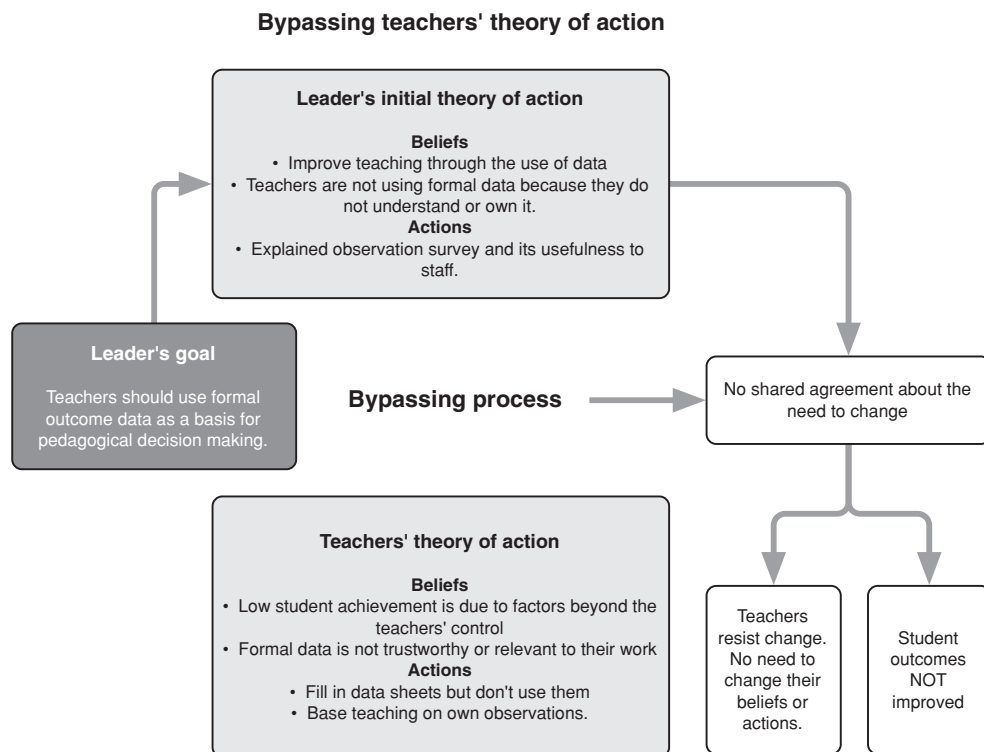 Bypassing teachers' theory of action
Leader's initial theory of action
Beliefs
• Improve teaching through the use of data
• Teachers are not using formal data because they do
not understand or own it.
Actions
• Explained observation survey and its usefulness to
staff.
Leader's goal
Teachers should use formal
outcome data as a basis for
pedagogical decision making.
Bypassing process
No shared agreement about the
need to change
Teachers' theory of action
Beliefs
• Low student achievement is due to factors beyond the
teachers' control
• Formal data is not trustworthy or relevant to their work
Actions
• Fill in data sheets but don't use them
• Base teaching on own observations.
Teachers
resist change.
No need to
change their
beliefs or
actions.
Student
outcomes
NOT
improved